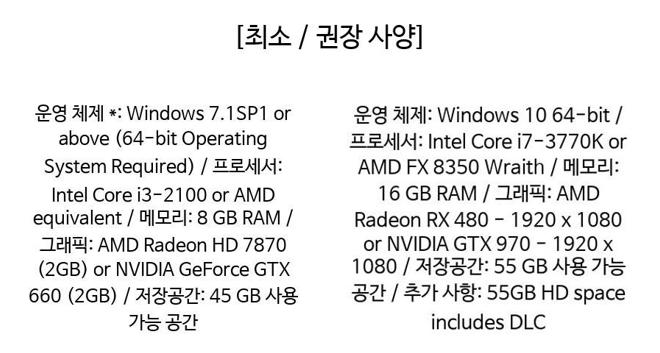 [최소 / 권장 사양]
운영 체제 *: Windows 7.1SP1 or
above (64-bit Operating
System Required) / 프로세서:
Intel Core i3-2100 or AMD
equivalent / 메모리: 8 GB RAM /
그래픽: AMD Radeon HD 7870
(2GB) or NVIDIA GeForce GTX
660 (2GB) / 저장공간: 45 GB 사용
가능 공간
운영 체제: Windows 10 64-bit /
프로세서: Intel Core i7-3770K or
AMD FX 8350 Wraith / 메모리:
16 GB RAM / 그래픽: AMD
Radeon RX 480 - 1920 x 1080
or NVIDIA GTX 970 - 1920 x
1080 / 저장공간: 55 GB 사용 가능
공간 / 추가 사항: 55GB HD space
includes DLC